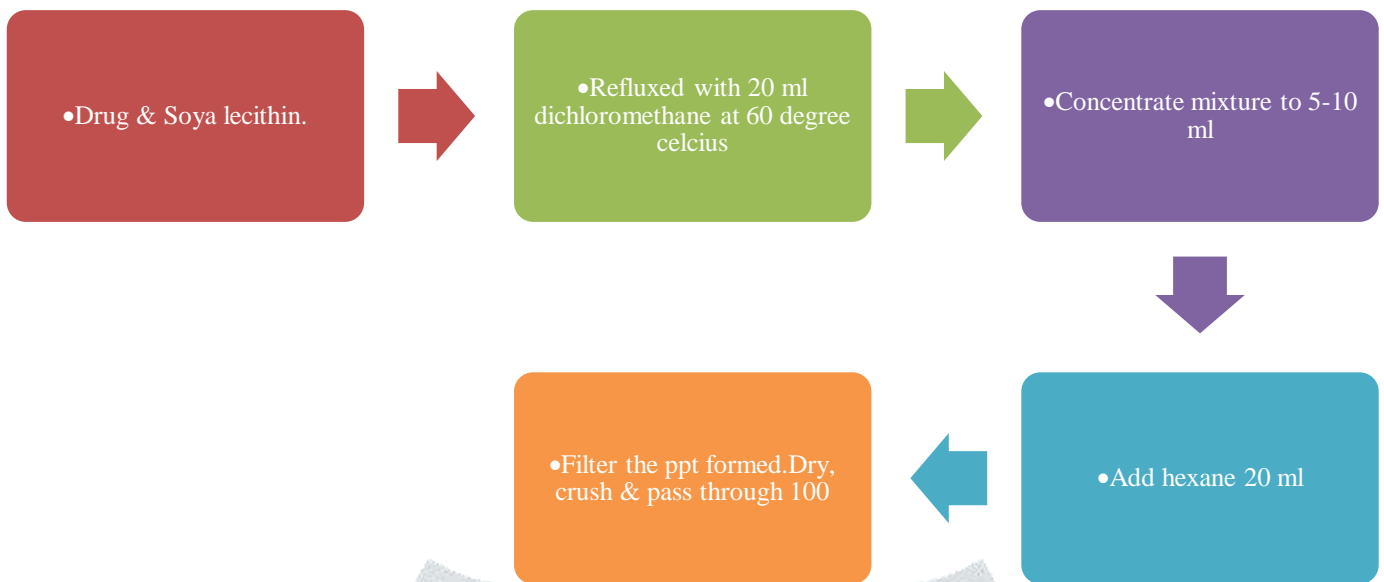 •Drug & Soya lecithin.
•Refluxed with 20 ml
dichloromethane at 60 degree
celcius
•Concentrate mixture to 5-10
ml
•Add hexane 20 ml
•Filter the ppt formed.Dry,
crush & pass through 100